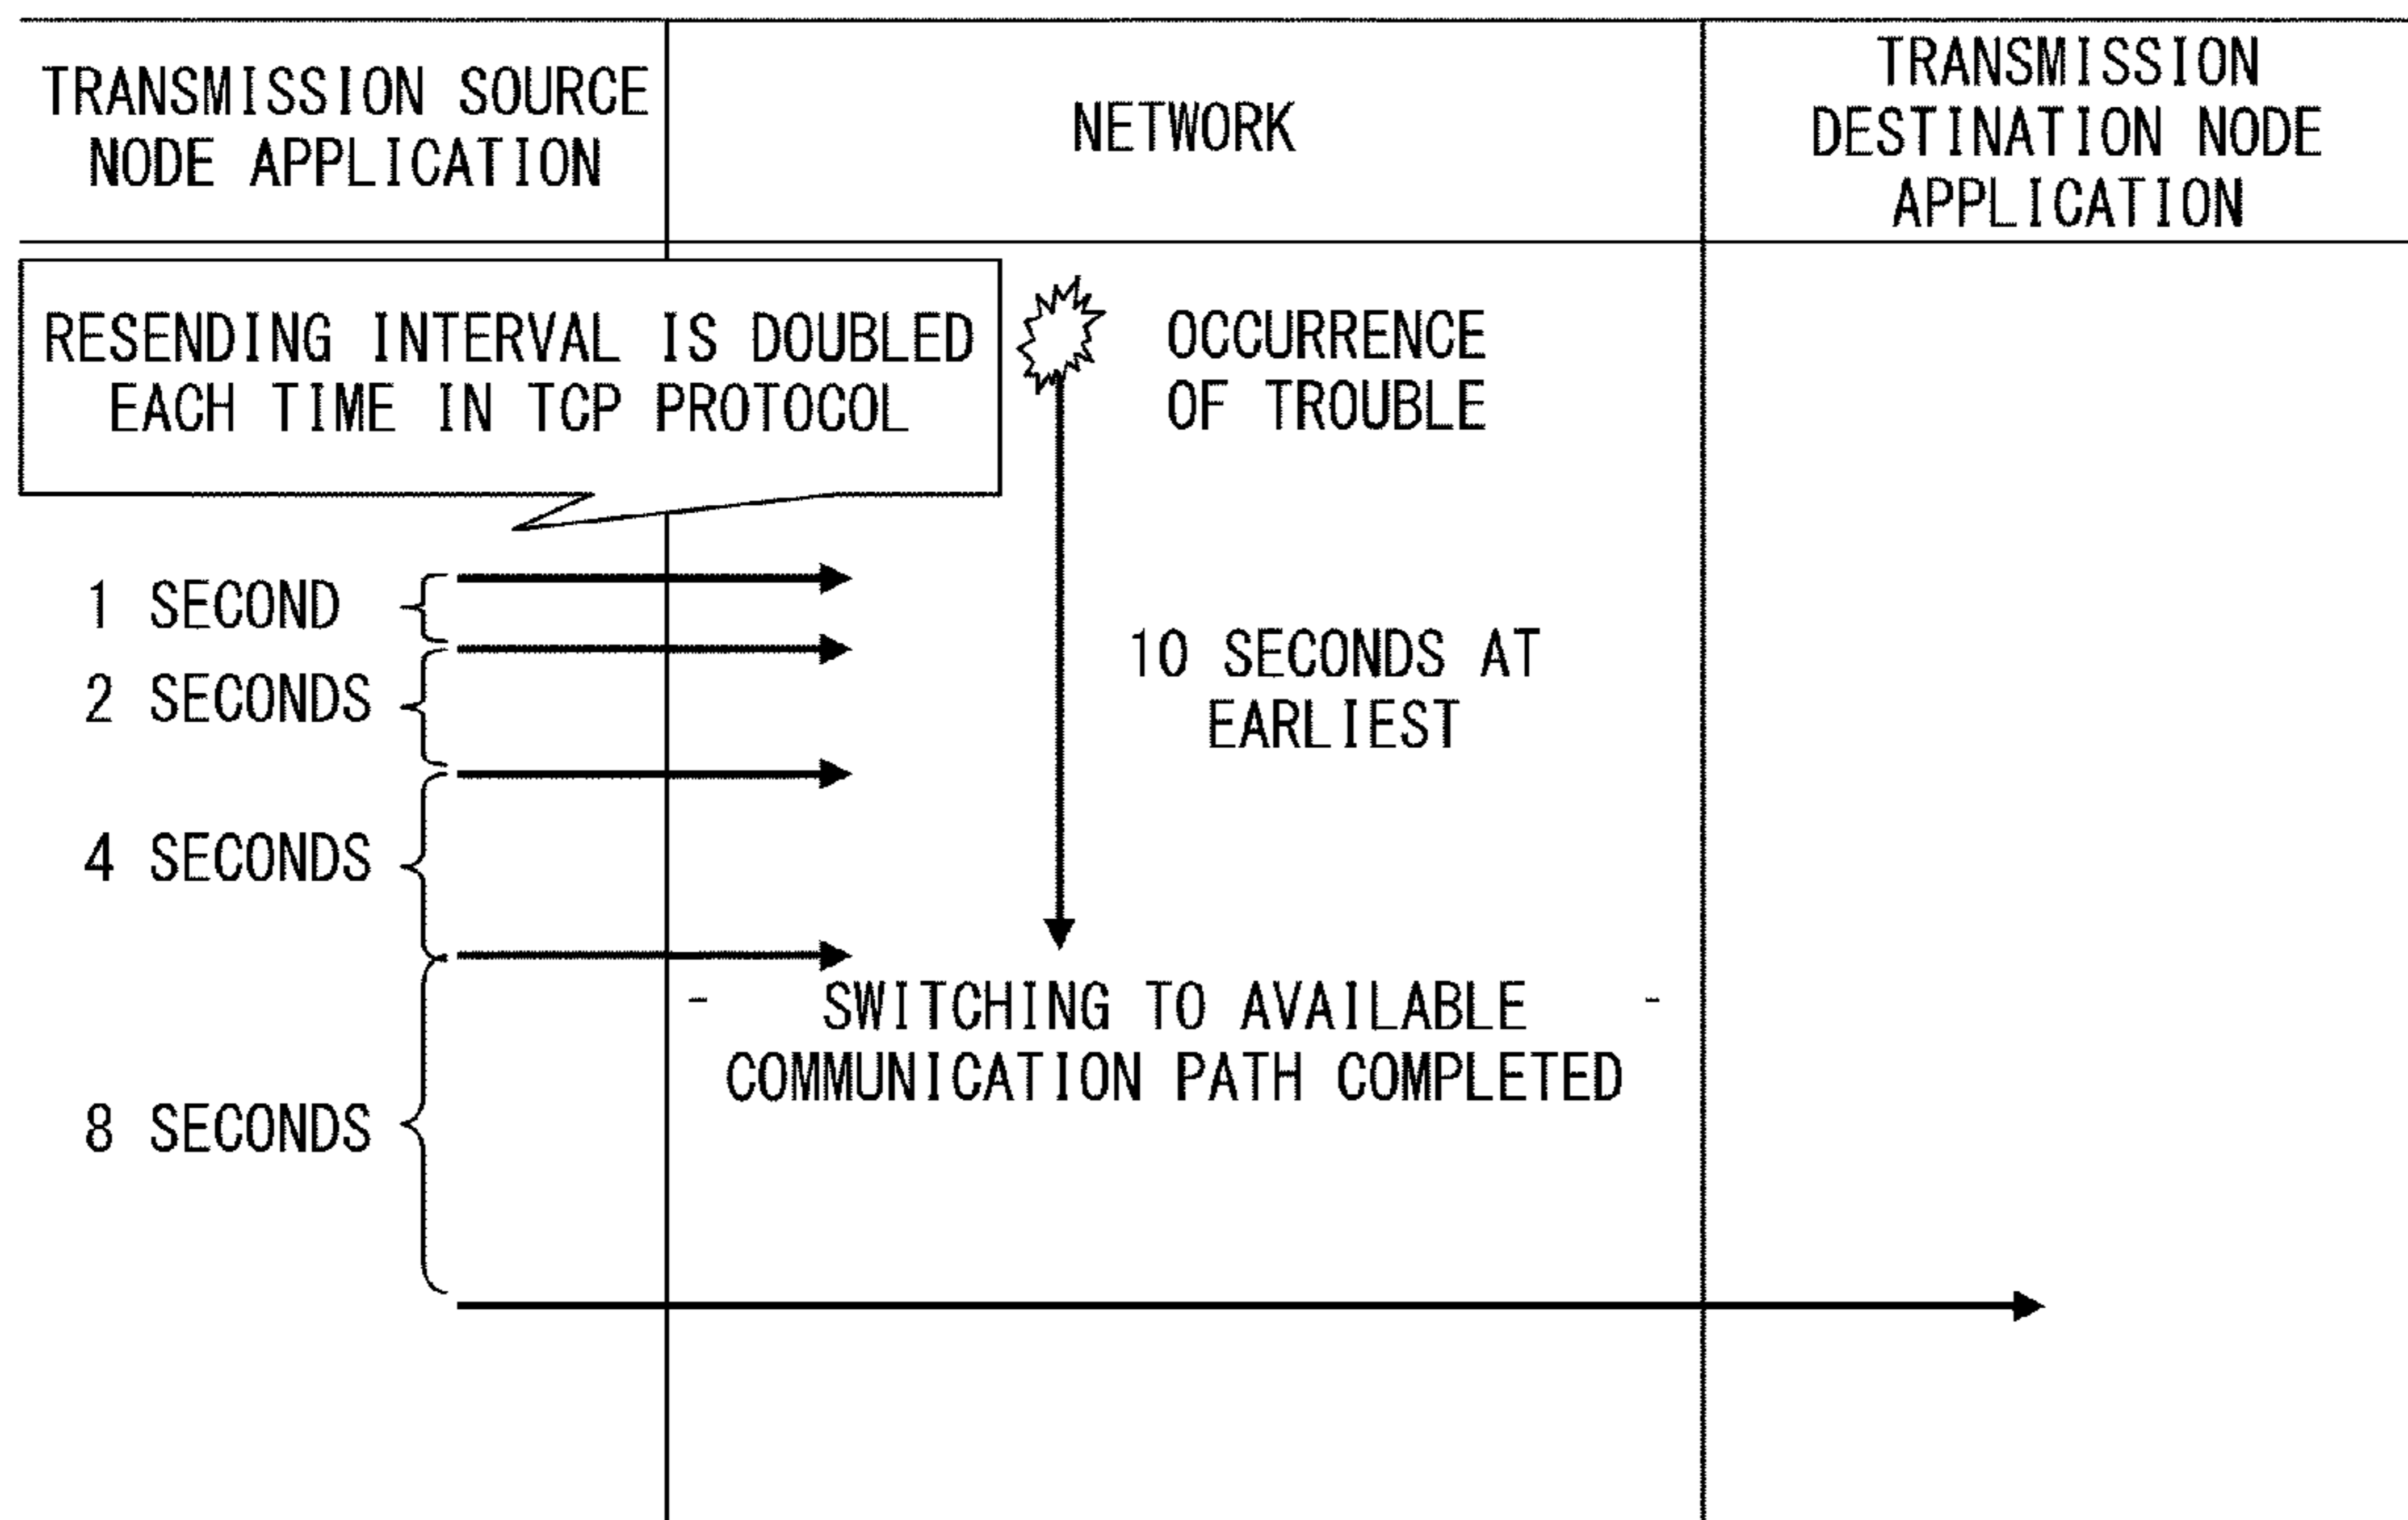 TRANSMISSION SOURCE
NODE APPLICATION
NETWORK
TRANSMISSION
DESTINATION NODE
APPLICATION
RESENDING INTERVAL IS DOUBLED
EACH TIME IN TCP PROTOCOL
OCCURRENCE
OF TROUBLE
1 SECOND
2 SECONDS
10 SECONDS AT
EARLIEST
4 SECONDS
SWITCHING TO AVAILABLE
COMMUNICATION PATH COMPLETED
8 SECONDS